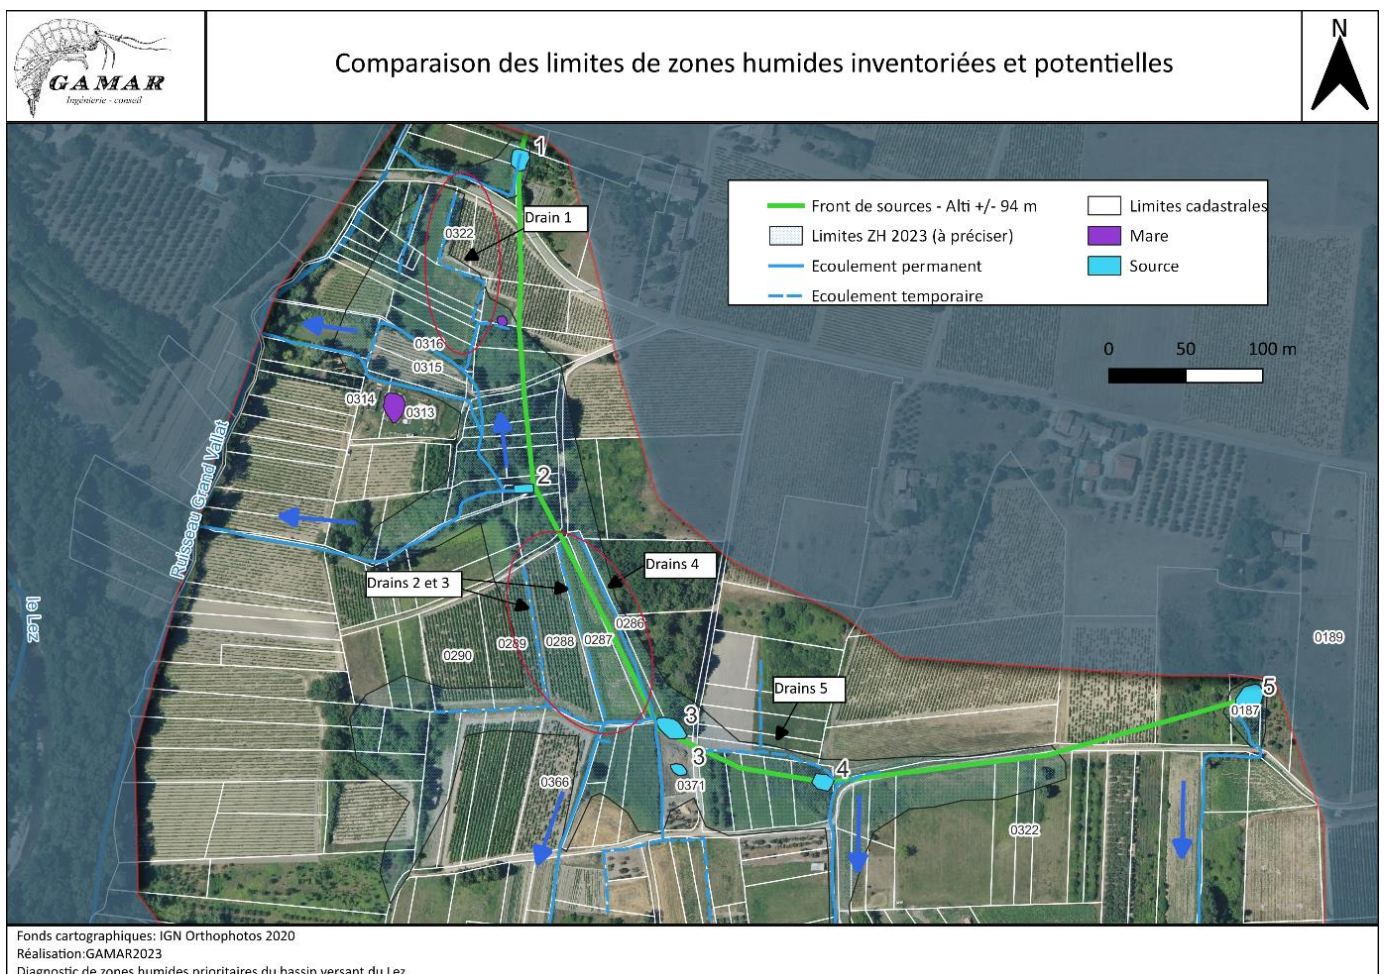 GAMAR
Ingénierie - conseil
Comparaison des limites de zones humides inventoriées et potentielles
N
Front de sources - Alti +/- 94 m
Limites ZH 2023 (à préciser)
Ecoulement permanent
Ecoulement temporaire
Limites cadastrales
Mare
Source
0 50 100 m
1
Drain 1
0322
0316
0315
0314
0313
2
Ruisseau Grand Vallat
le Lez
Drains 2 et 3
Drains 4
0286
0287
0288
0289
0290
0189
Drains 5
5
0187
3
3
4
0371
0366
0322
Fonds cartographiques: IGN Orthophotos 2020
Réalisation:GAMAR2023
Diagnostic de zones humides prioritaires du bassin versant du Lez